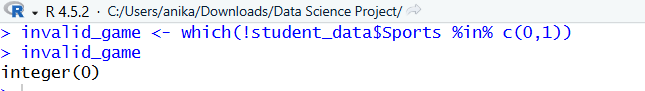 R 4.5.2 · C:/Users/anika/Downloads/Data Science Project/
> invalid_game <- which(!student_data$Sports %in% c(0,1))
> invalid_game
integer(0)
>